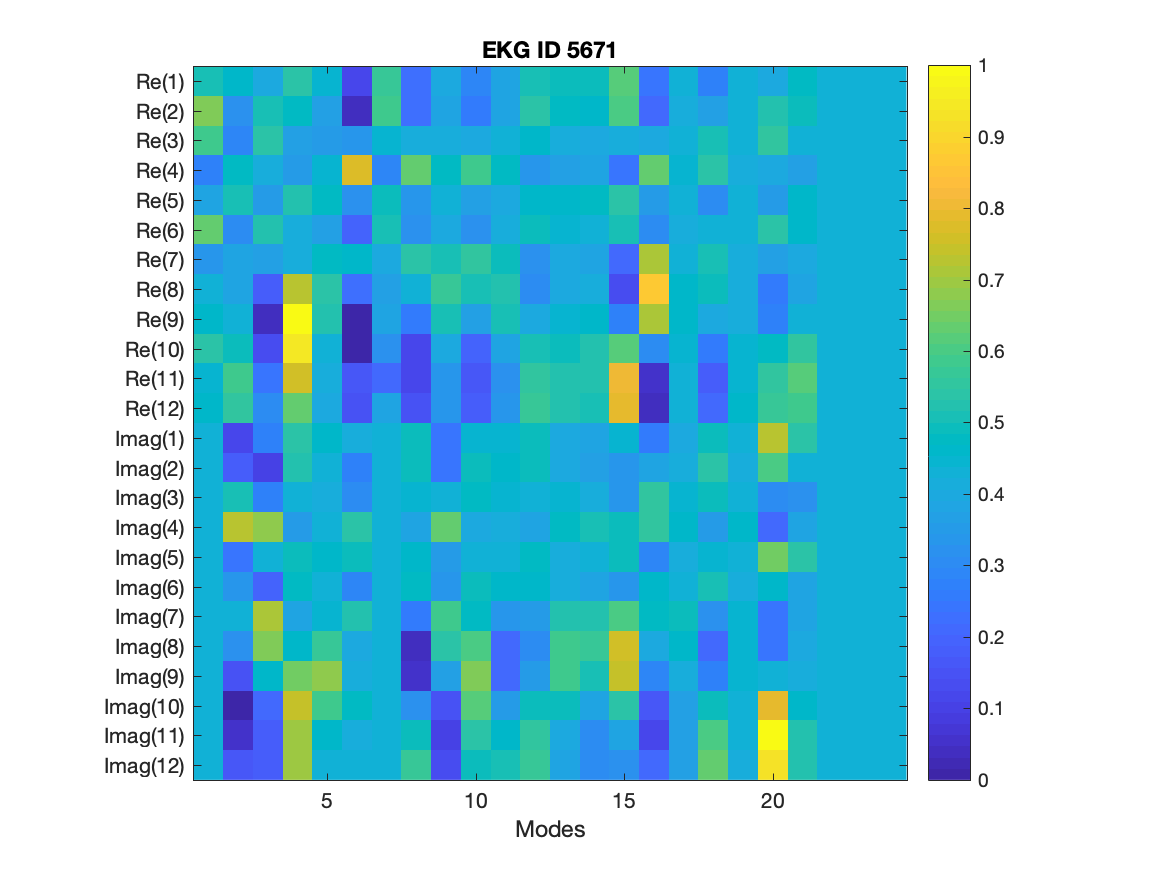 EKG ID 5671
Re(1)
Re(2)
Re(3)
Re(4)
Re(5)
Re(6)
Re(7)
Re(8)
Re(9)
Re(10)
Re(11)
Re(12)
Imag(1)
Imag(2)
Imag(3)
Imag(4)
Imag(5)
Imag(6)
Imag(7)
Imag(8)
Imag(9)
Imag(10)
Imag(11)
Imag(12)
5 10 15 20
Modes
1
0.9
0.8
0.7
0.6
0.5
0.4
0.3
0.2
0.1
0